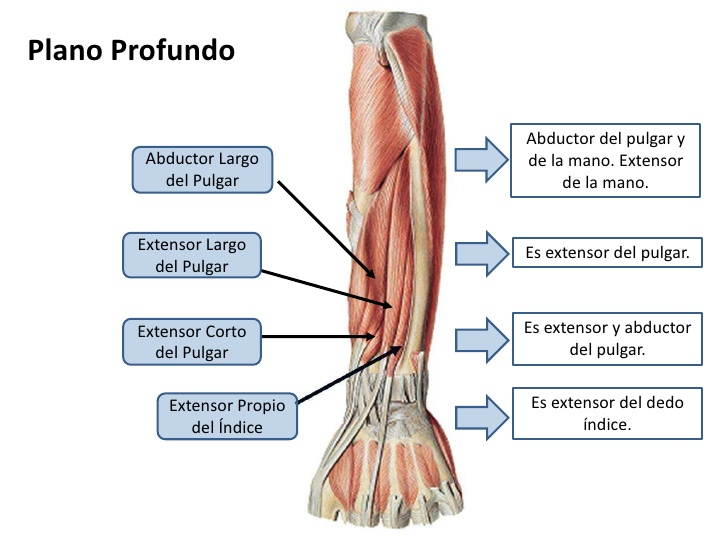 Plano Profundo
Abductor Largo
del Pulgar
Abductor del pulgar y
de la mano. Extensor
de la mano.
Extensor Largo
del Pulgar
Es extensor del pulgar.
Extensor Corto
del Pulgar
Es extensor y abductor
del pulgar.
Extensor Propio
del Índice
Es extensor del dedo
índice.